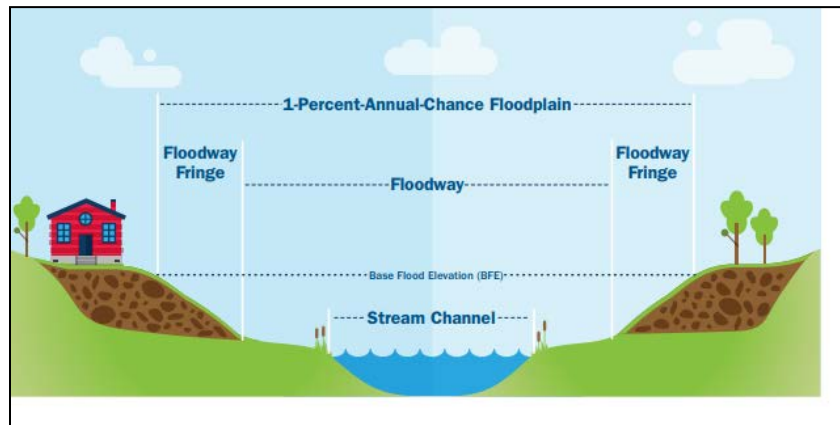 1-Percent-Annual-Chance Floodplain
Floodway
Fringe
Floodway
Fringe
Floodway
Base Flood Elevation (BFE)
Stream Channel